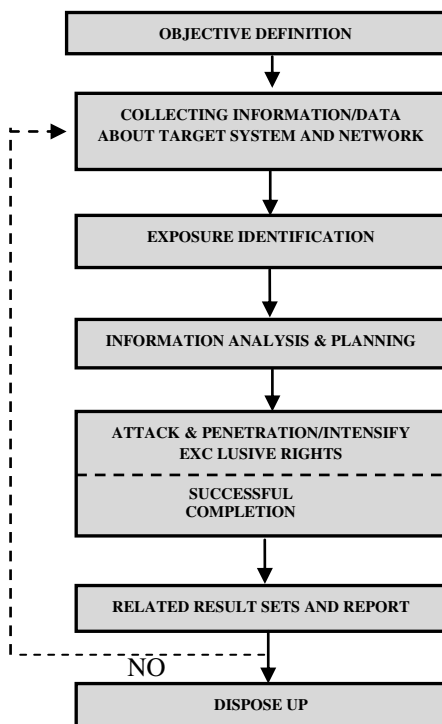 OBJECTIVE DEFINITION
COLLECTING INFORMATION/DATA
ABOUT TARGET SYSTEM AND NETWORK
EXPOSURE IDENTIFICATION
INFORMATION ANALYSIS & PLANNING
ATTACK & PENETRATION/INTENSIFY
EXC LUSIVE RIGHTS
SUCCESSFUL
COMPLETION
RELATED RESULT SETS AND REPORT
NO
DISPOSE UP